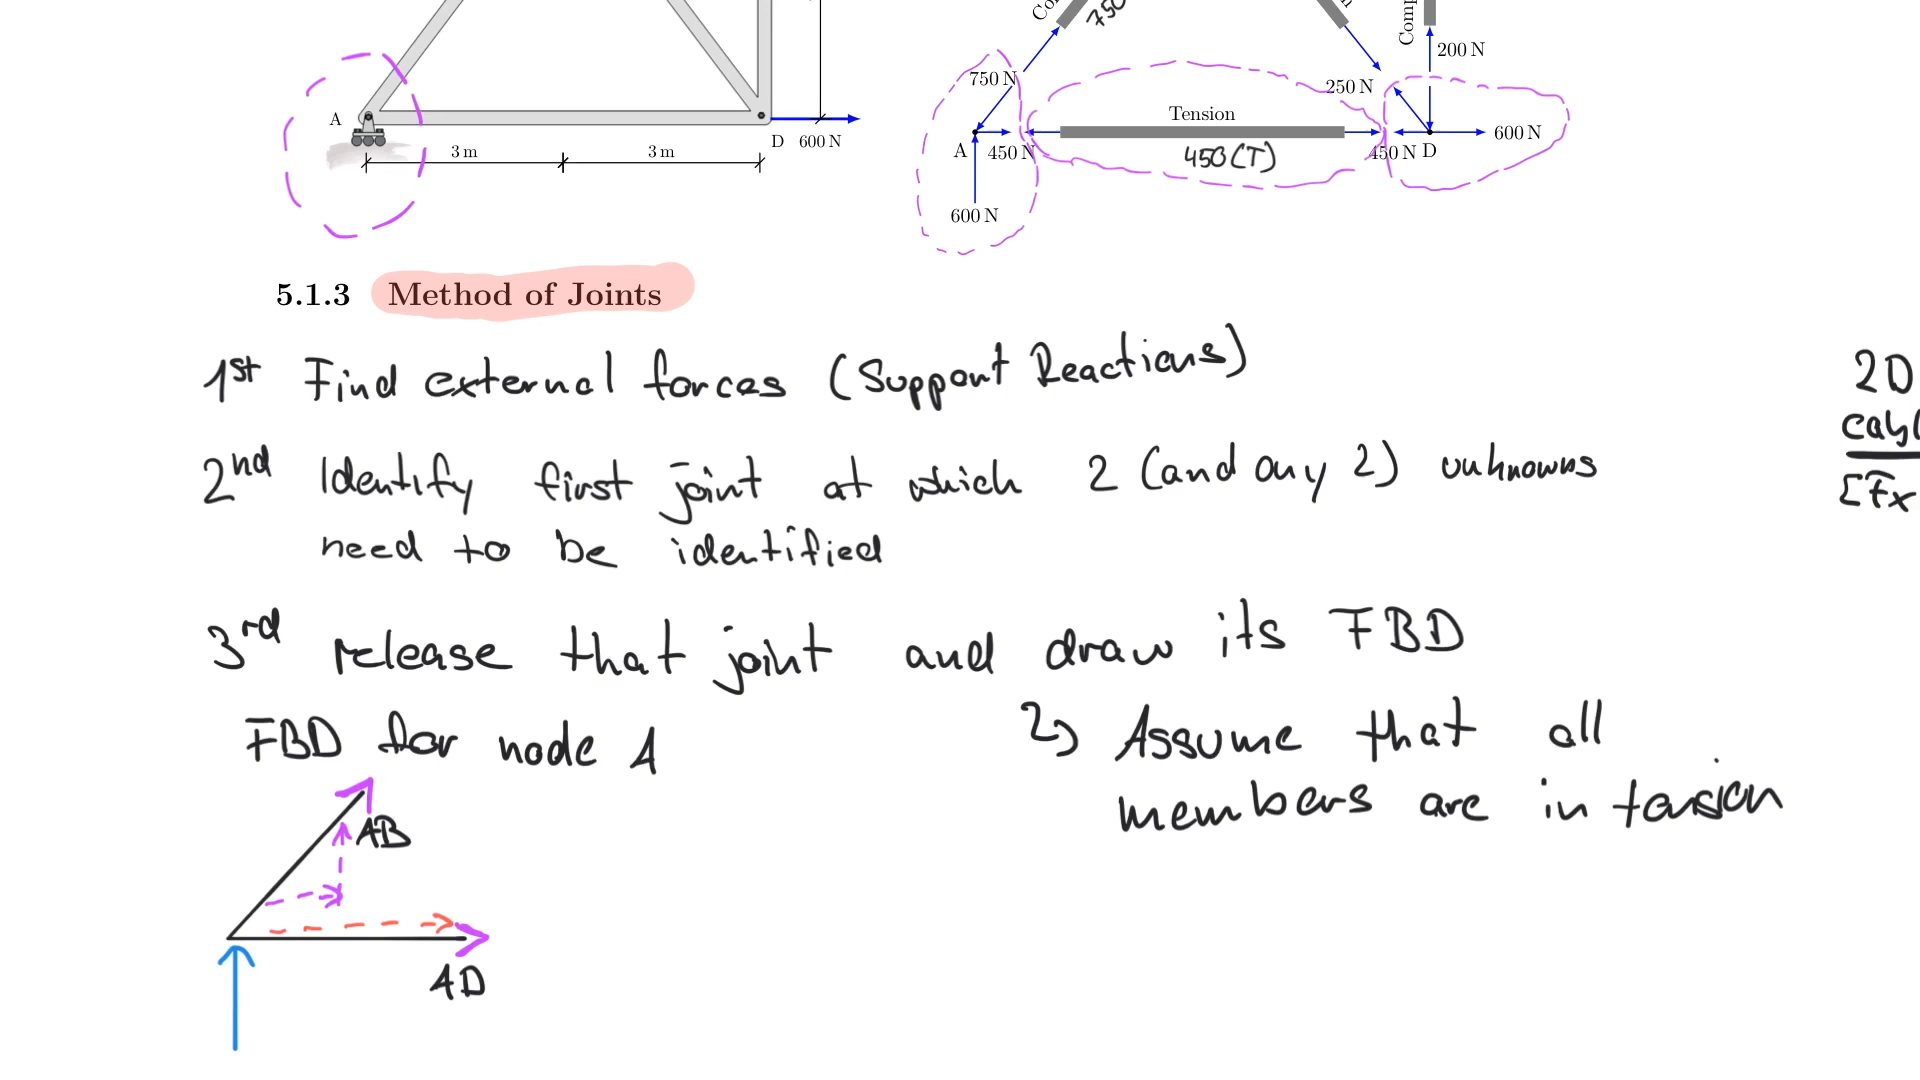 Co
750
Comp
200 N
750 N
250 N
A
3 m
3 m
D
600 N
Tension
A
450 N
450 (T)
450 N
D
600 N
600 N
5.1.3 Method of Joints
1st Find external forces (Support Reactions)
2D
2nd Identify first joint at which 2 (and any 2) unknowns
need to be identified
ΣFx
3rd release that joint and draw its FBD
FBD for node A
2) Assume that all
members are in tension
AB
AD